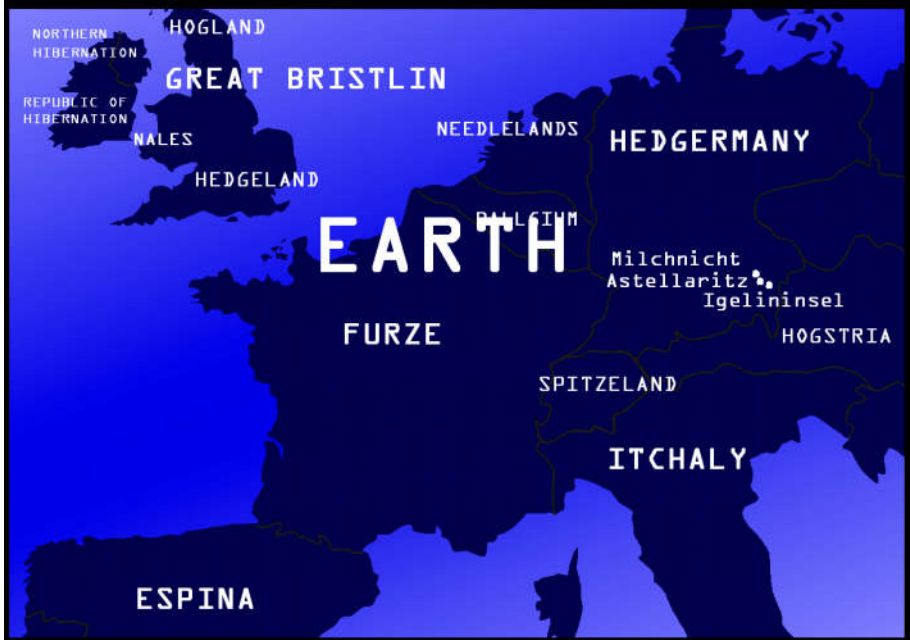 HOGLAND
NORTHERN
HIBERNATION
GREAT BRISTLIN
REPUBLIC OF
HIBERNATION
NALES
NEEDLELANDS
HEDGERMANY
HEDGELAND
EARTH
Milchnicht
Astellaritz
Igelininsel
FURZE
HOGSTRIA
SPITZELAND
ITCHALY
ESPINA